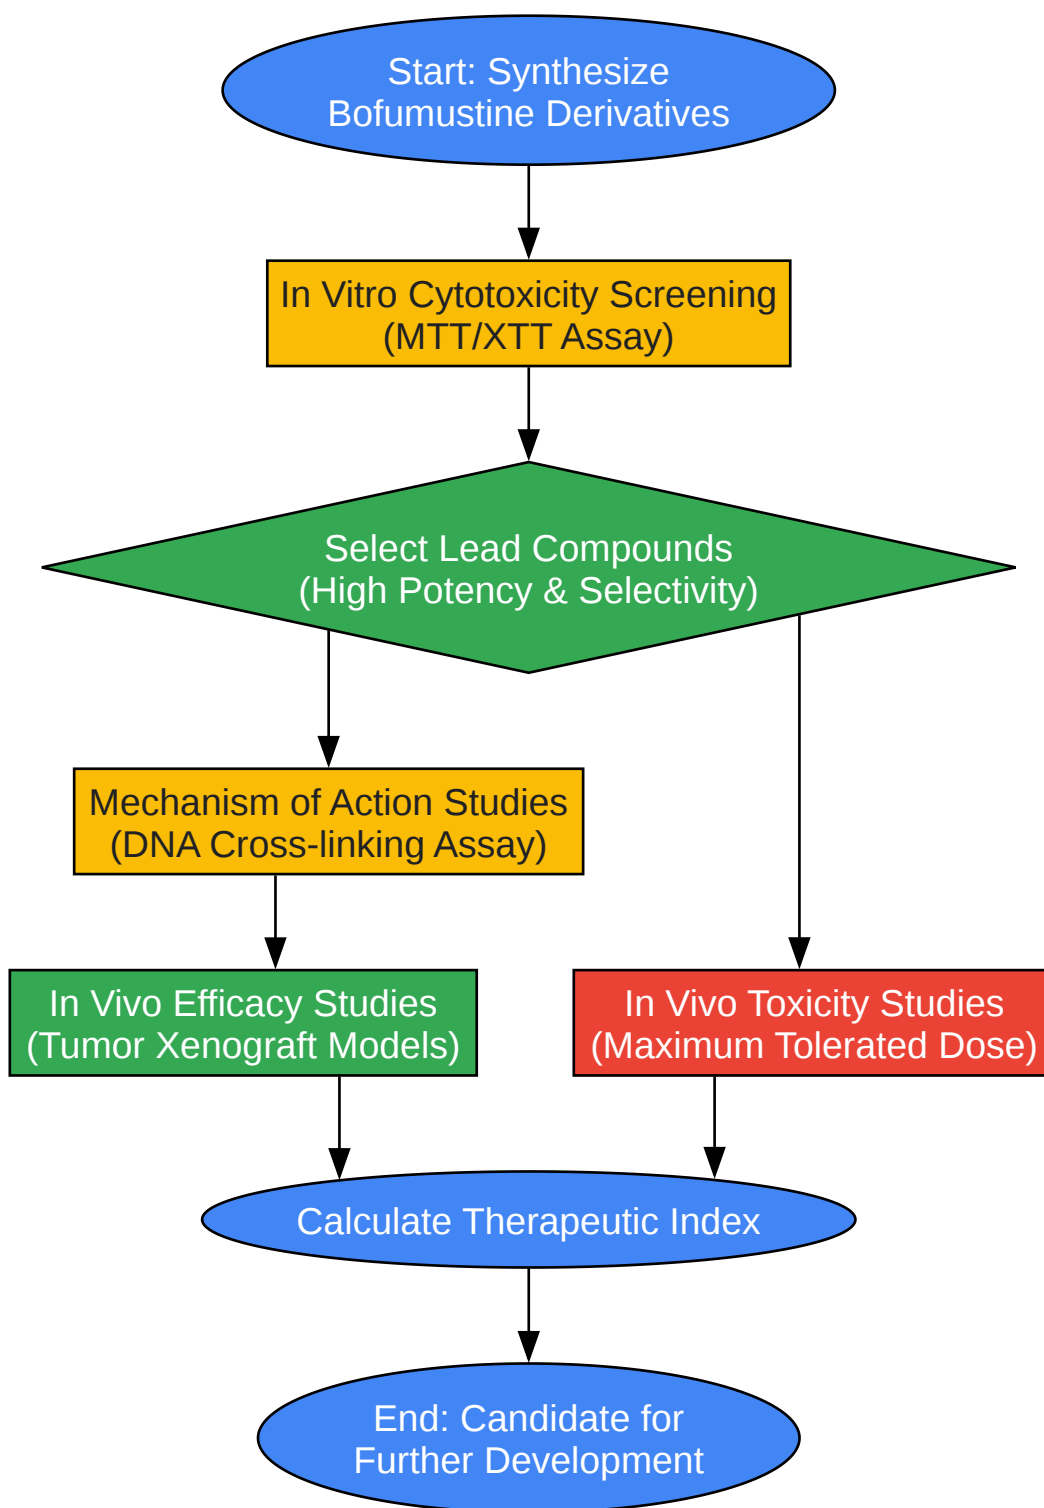 Start: Synthesize
Bofumustine Derivatives
In Vitro Cytotoxicity Screening
(MTT/XTT Assay)
Select Lead Compounds
(High Potency & Selectivity)
Mechanism of Action Studies
(DNA Cross-linking Assay)
In Vivo Efficacy Studies
(Tumor Xenograft Models)
In Vivo Toxicity Studies
(Maximum Tolerated Dose)
Calculate Therapeutic Index
End: Candidate for
Further Development